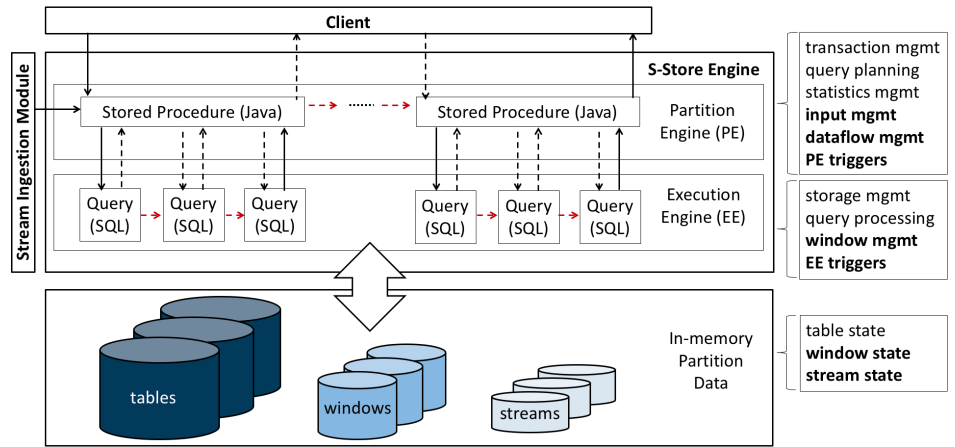 Client
Stream Ingestion Module
S-Store Engine
Stored Procedure (Java)
......
Stored Procedure (Java)
Partition
Engine (PE)
Query
(SQL)
Query
(SQL)
Query
(SQL)
Query
(SQL)
Query
(SQL)
Query
(SQL)
Execution
Engine (EE)
tables
windows
streams
In-memory
Partition
Data
transaction mgmt
query planning
statistics mgmt
input mgmt
dataflow mgmt
PE triggers
storage mgmt
query processing
window mgmt
EE triggers
table state
window state
stream state